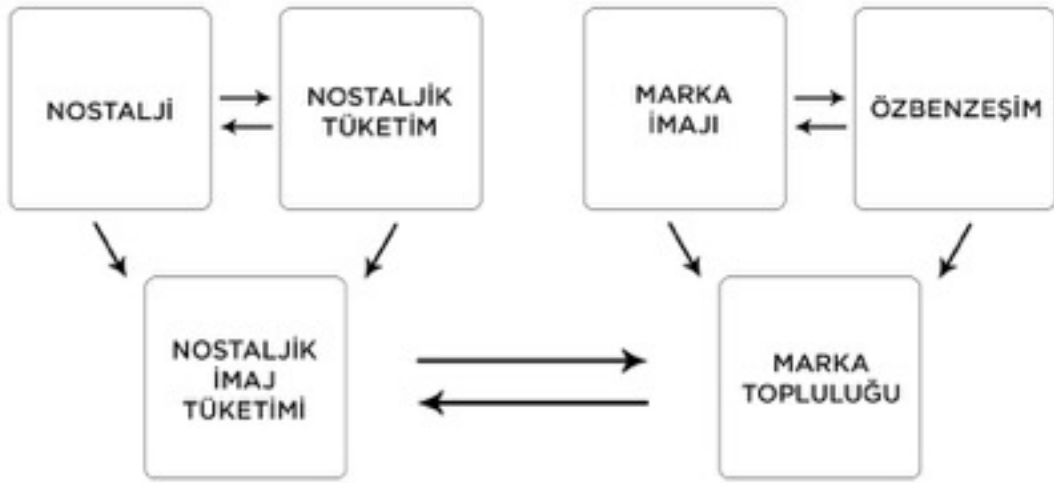 NOSTALJİ
NOSTALJİK
TÜKETİM
MARKA
İMAJI
ÖZBENZEŞİM
NOSTALJİK
İMAJ
TÜKETİMİ
MARKA
TOPLULUĞU